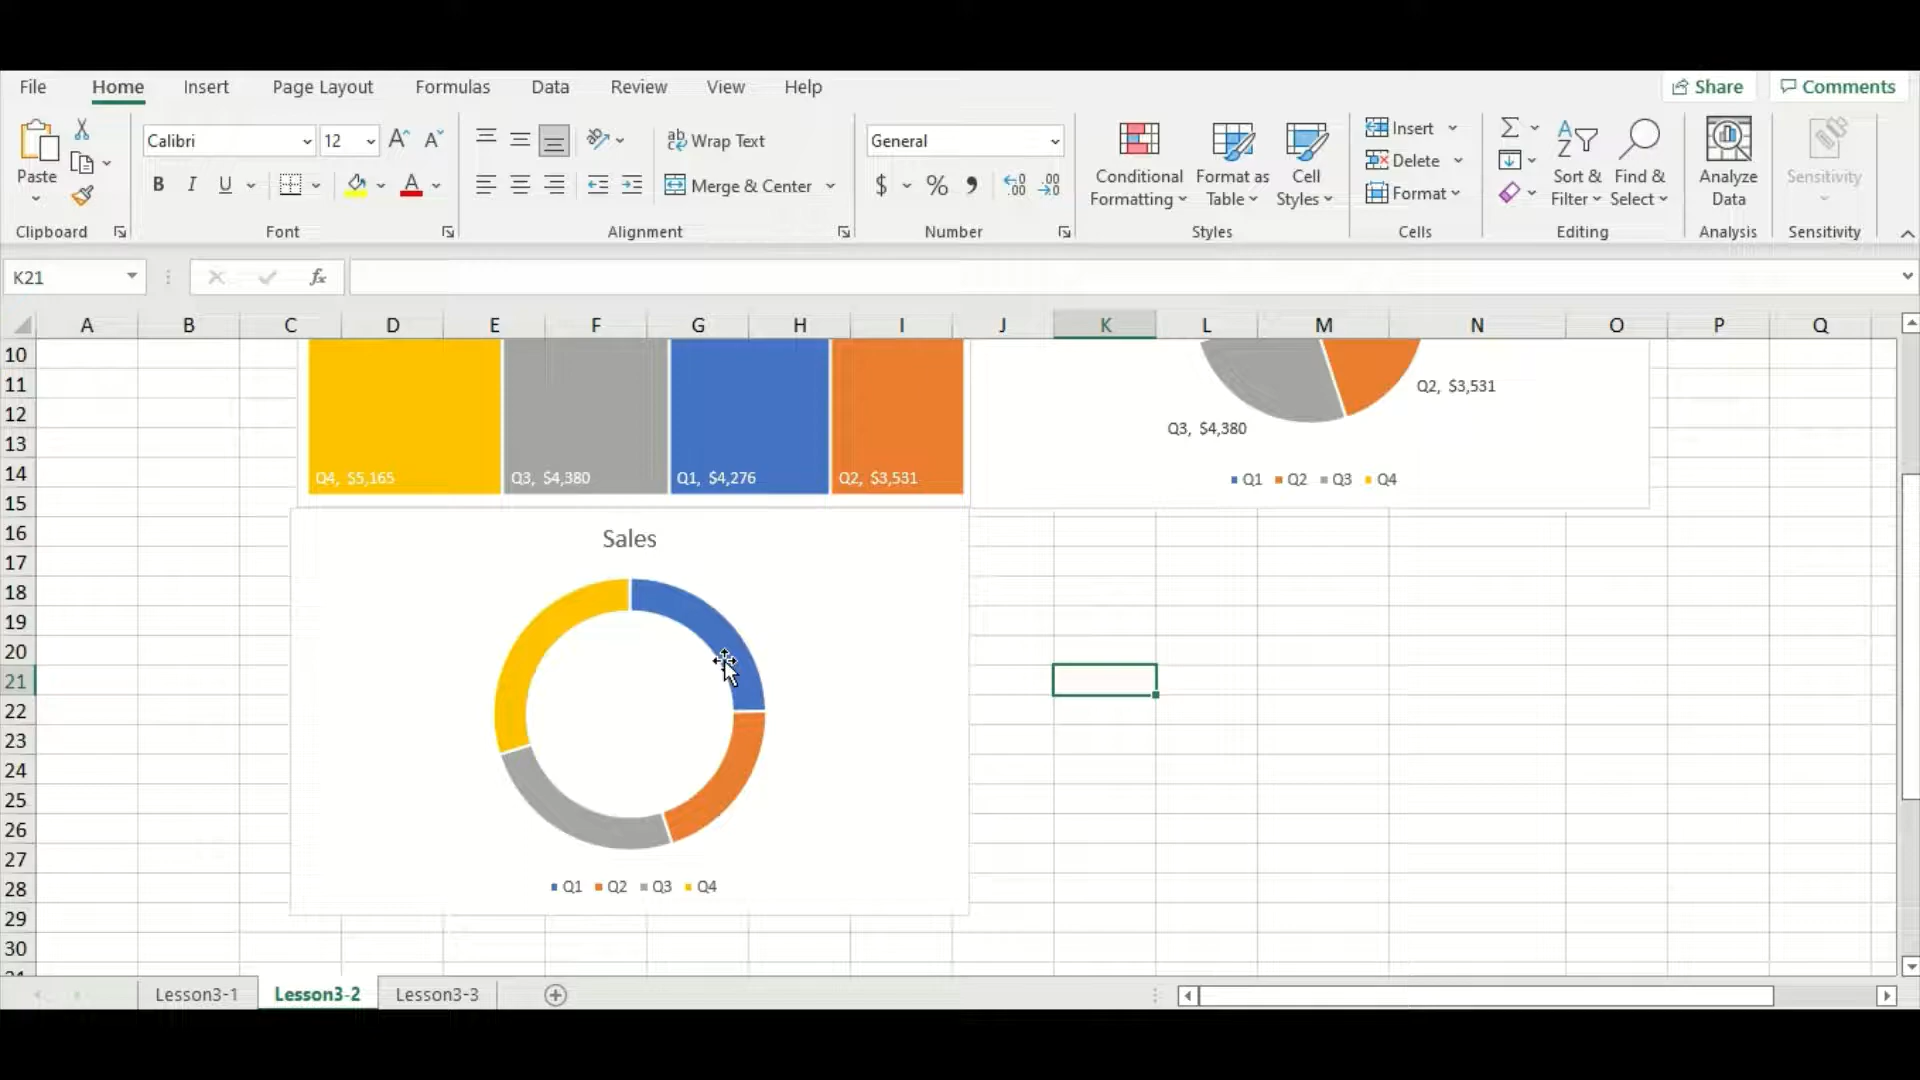 File Home Insert Page Layout Formulas Data Review View Help Share Comments
Calibri 12 Wrap Text General Insert
Paste Conditional Format as Cell Delete Sort & Find & Analyze Sensitivity
B I U Merge & Center $ % Formatting Table Styles Format Filter Select Data
Clipboard Font Alignment Number Styles Cells Editing Analysis Sensitivity
K21 fx
A B C D E F G H I J K L M N O P Q
10
11 Q2, $3,531
12
13 Q3, $4,380
14 Q4, $5,165 Q3, $4,380 Q1, $4,276 Q2, $3,531 Q1 Q2 Q3 Q4
15
16 Sales
17
18
19
20
21
22
23
24
25
26
27
28 Q1 Q2 Q3 Q4
29
30
Lesson3-1 Lesson3-2 Lesson3-3